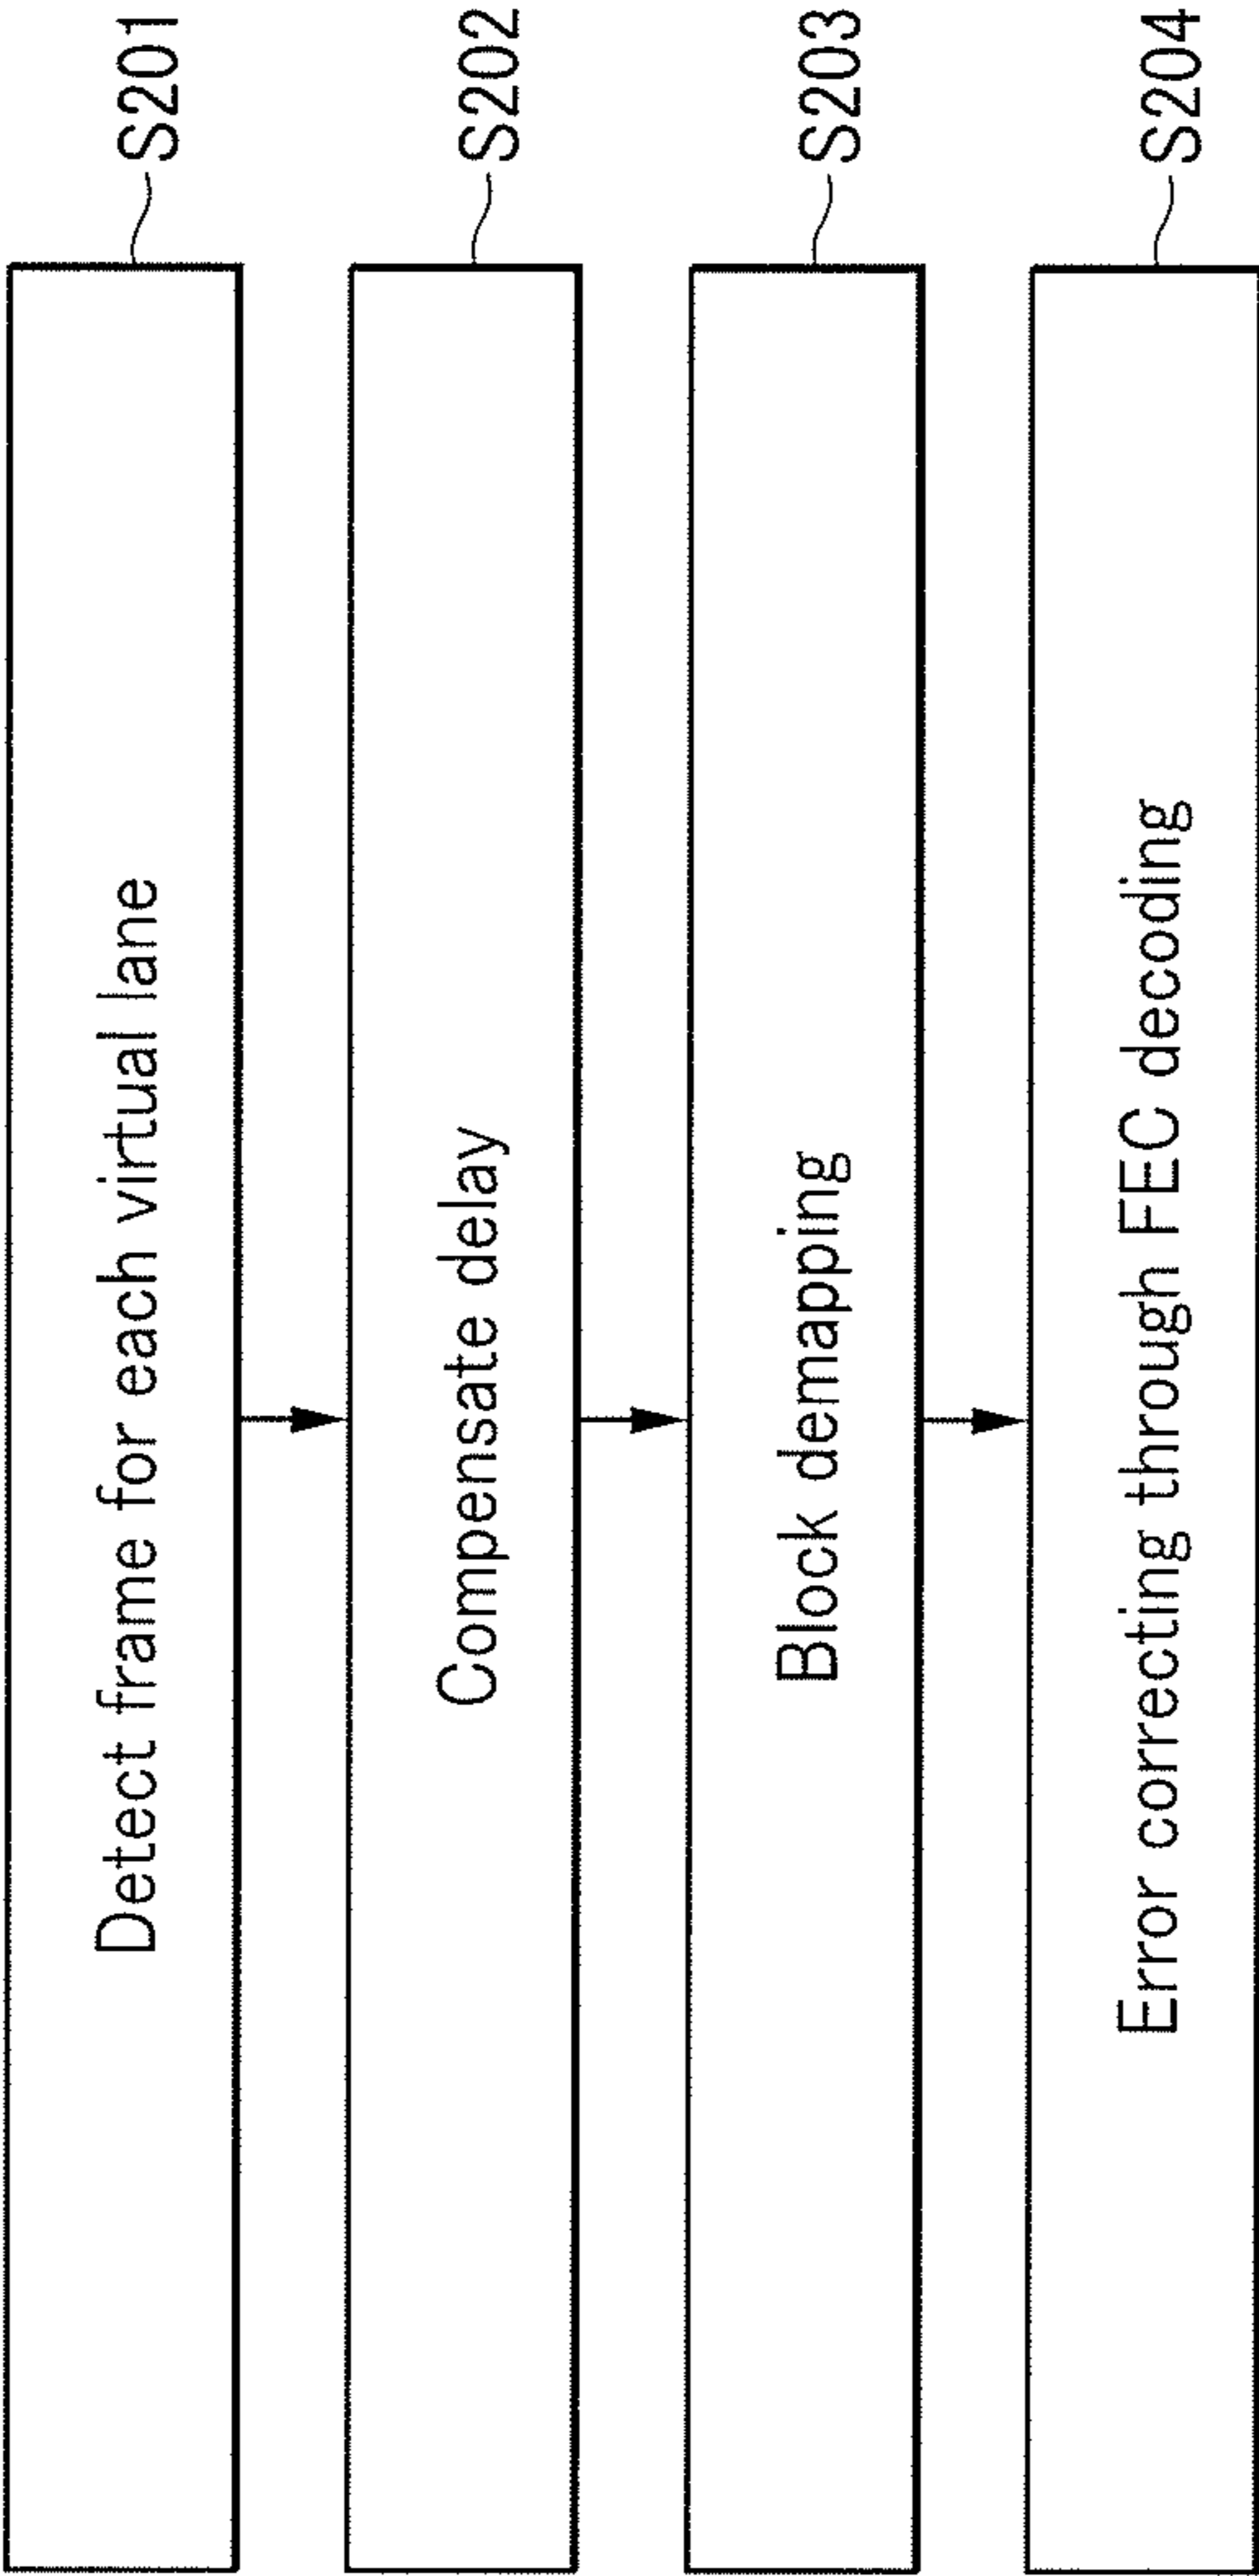 Detect frame for each virtual lane
S201
Compensate delay
S202
Block demapping
S203
Error correcting through FEC decoding
S204